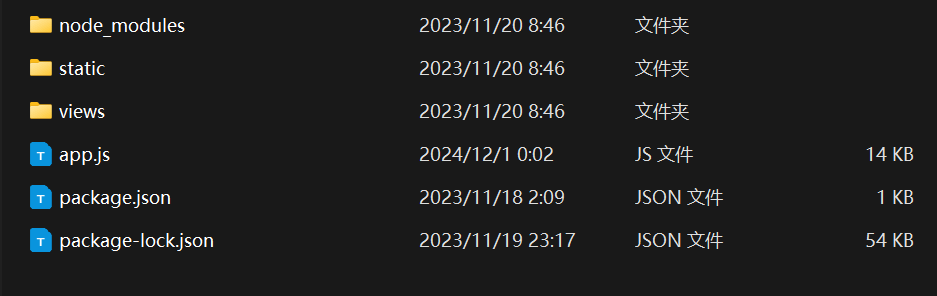 node_modules 2023/11/20 8:46 文件夹
static 2023/11/20 8:46 文件夹
views 2023/11/20 8:46 文件夹
app.js 2024/12/1 0:02 JS 文件 14 KB
package.json 2023/11/18 2:09 JSON 文件 1 KB
package-lock.json 2023/11/19 23:17 JSON 文件 54 KB